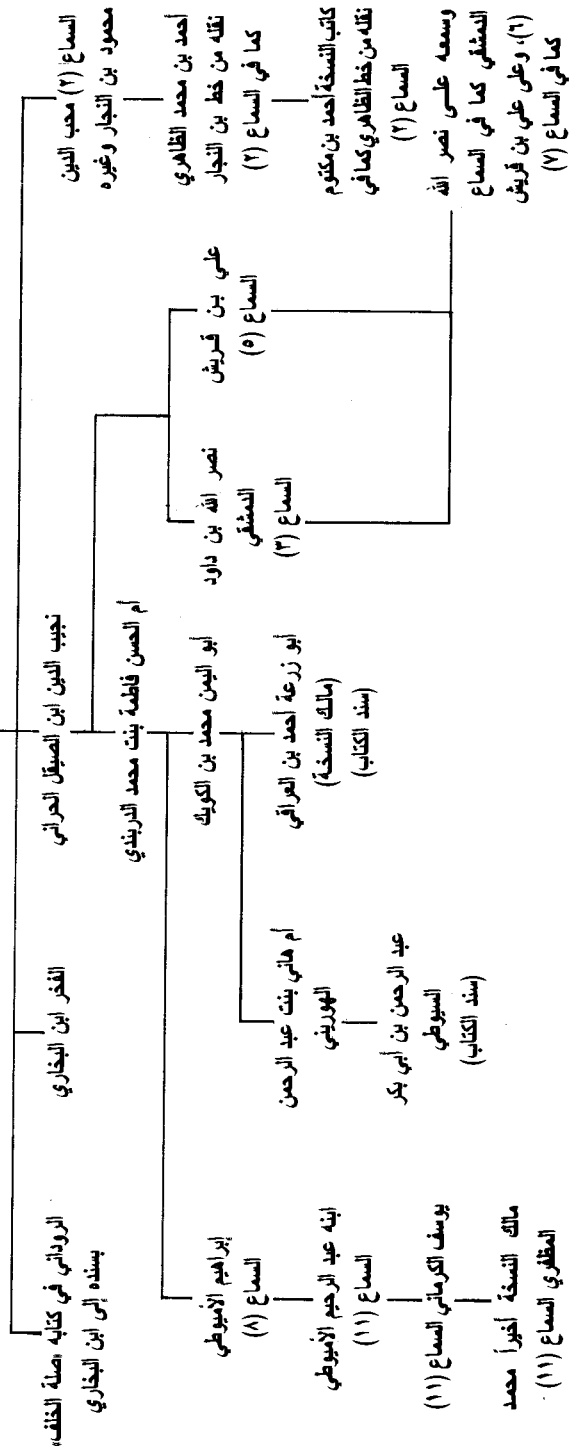 السماع (٢) محب الدين
محمود بن النجار وغيره
أحمد بن محمد الظاهري
نقله من خط بن النجار
كما في السماع (٢)
كاتب النسخة أحمد بن مكتوم
نقله من خط الظاهري كما في
السماع (٢)
وسمعه على نصر الله
الدمشقي كما في السماع
(٦)، وعلى علي بن قريش
كما في السماع (٧)
علي بن قريش
السماع (٥)
نصر الله بن داود
الدمشقي
السماع (٣)
نجيب الدين ابن الصيقل الحراني
أم الحسن فاطمة بنت محمد الدربندي
أبو اليمن محمد بن الكويك
أبو زرعة أحمد بن العراقي
(مالك النسخة)
(سند الكتاب)
أم هاني بنت عبد الرحمن
الهوريني
عبد الرحمن بن أبي بكر
السيوطي
(سند الكتاب)
الفخر ابن البخاري
إبراهيم الأميوطي
السماع (٨)
ابنه عبد الرحيم الأميوطي
السماع (١١)
يوسف الكرماني السماع (١١)
مالك النسخة أخيراً محمد
المظفري السماع (١١)
الروداني في كتابه «صلة الخلف»
بسنده إلى ابن البخاري